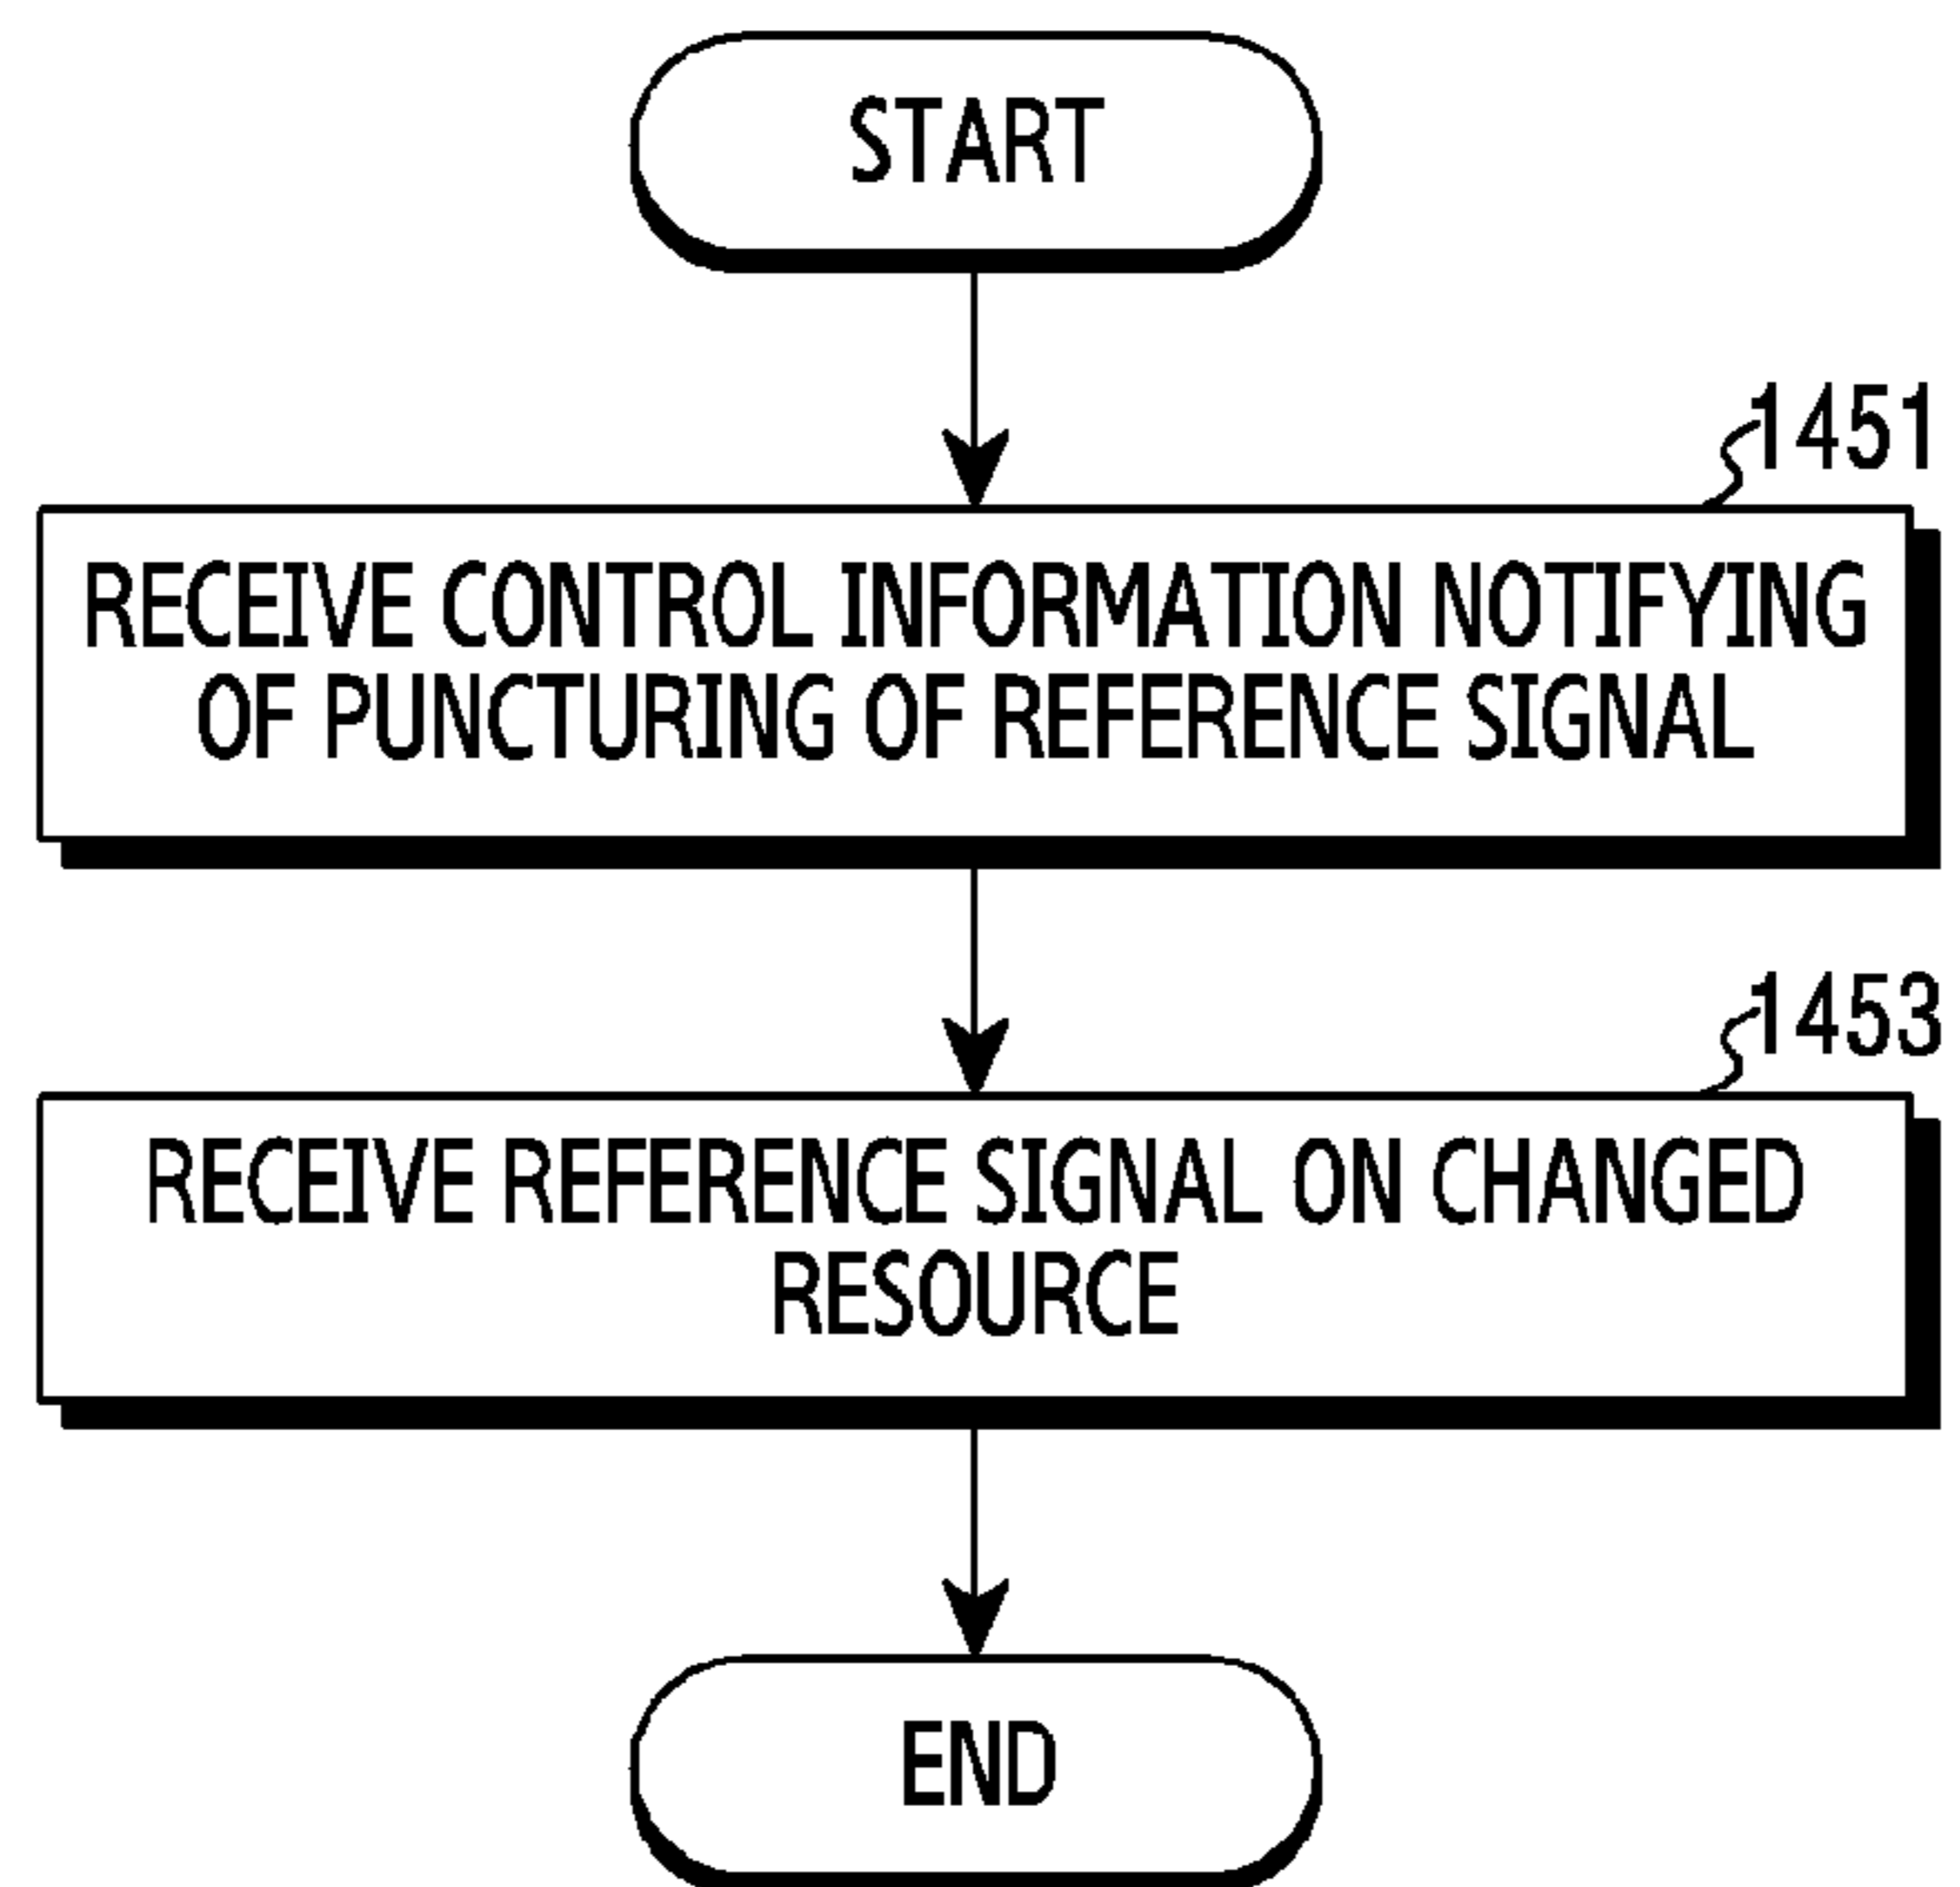 START
1451
RECEIVE CONTROL INFORMATION NOTIFYING
OF PUNCTURING OF REFERENCE SIGNAL
1453
RECEIVE REFERENCE SIGNAL ON CHANGED
RESOURCE
END